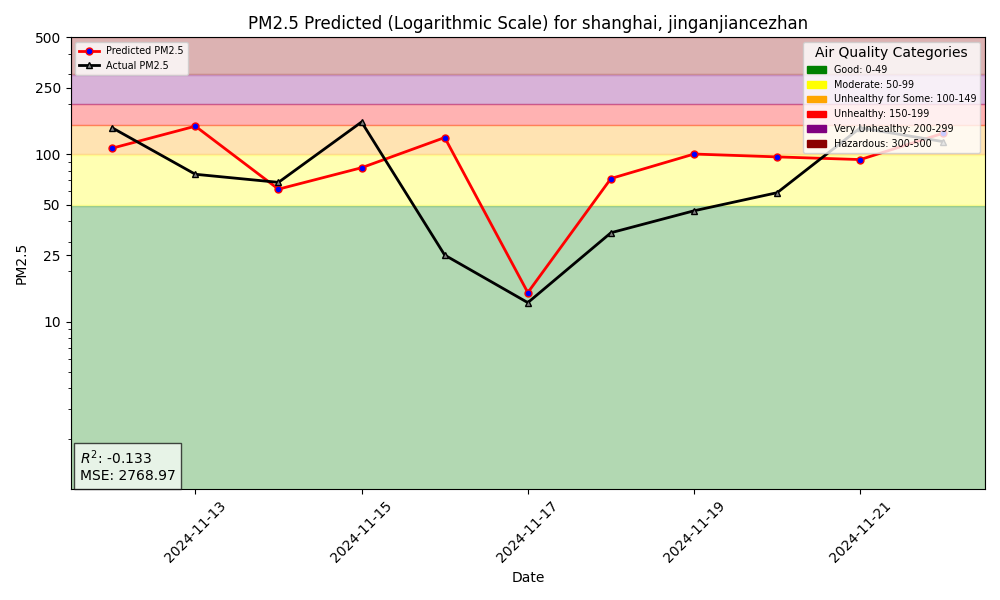 PM2.5 Predicted (Logarithmic Scale) for shanghai, jinganjiancezhan
500
250
100
50
25
10
PM2.5
Predicted PM2.5
Actual PM2.5
Air Quality Categories
Good: 0-49
Moderate: 50-99
Unhealthy for Some: 100-149
Unhealthy: 150-199
Very Unhealthy: 200-299
Hazardous: 300-500
R²: -0.133
MSE: 2768.97
2024-11-13
2024-11-15
2024-11-17
2024-11-19
2024-11-21
Date